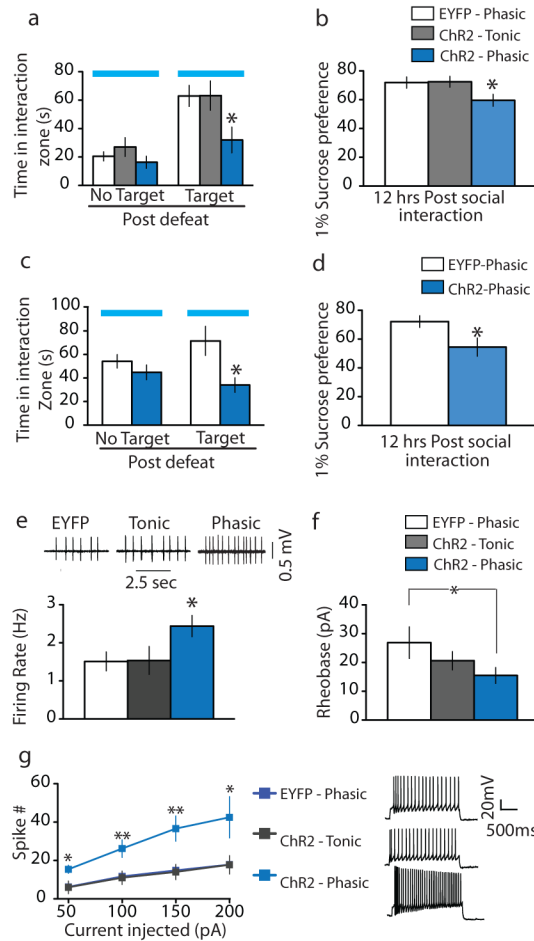 a
Time in interaction
zone (s)
80
60
40
20
0
*
No Target
Target
Post defeat
b
EYFP - Phasic
ChR2 - Tonic
ChR2 - Phasic
1% Sucrose preference
80
60
40
20
0
*
12 hrs Post social
interaction
c
Time in interaction
Zone (s)
100
80
60
40
20
0
*
No Target
Target
Post defeat
d
EYFP-Phasic
ChR2-Phasic
1% Sucrose preference
80
60
40
20
0
*
12 hrs Post social
interaction
e
EYFP
Tonic
Phasic
0.5 mV
2.5 sec
Firing Rate (Hz)
3
2
1
0
*
f
EYFP - Phasic
ChR2 - Tonic
ChR2 - Phasic
Rheobase (pA)
40
30
20
10
0
*
g
Spike #
60
40
20
0
*
**
**
*
50
100
150
200
Current injected (pA)
EYFP - Phasic
ChR2 - Tonic
ChR2 - Phasic
20mV
500ms